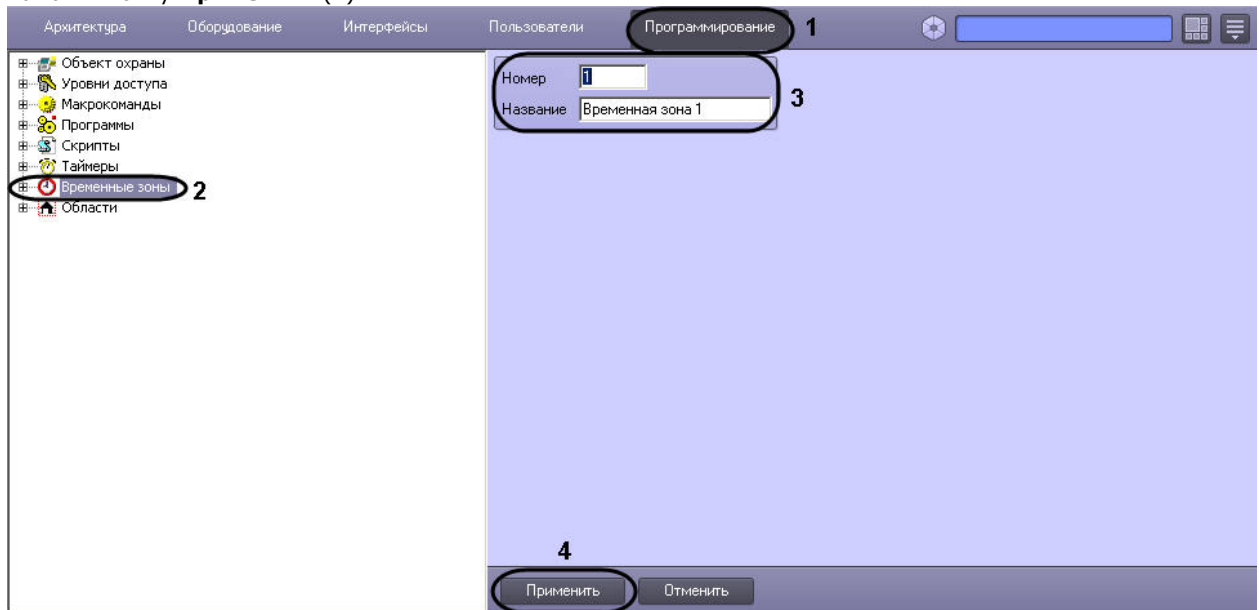 Архитектура Оборудование Интерфейсы Пользователи Программирование 1
Объект охраны
Уровни доступа
Макрокоманды
Программы
Скрипты
Таймеры
Временные зоны 2
Области
Номер 1
Название Временная зона 1
3
4
Применить Отменить